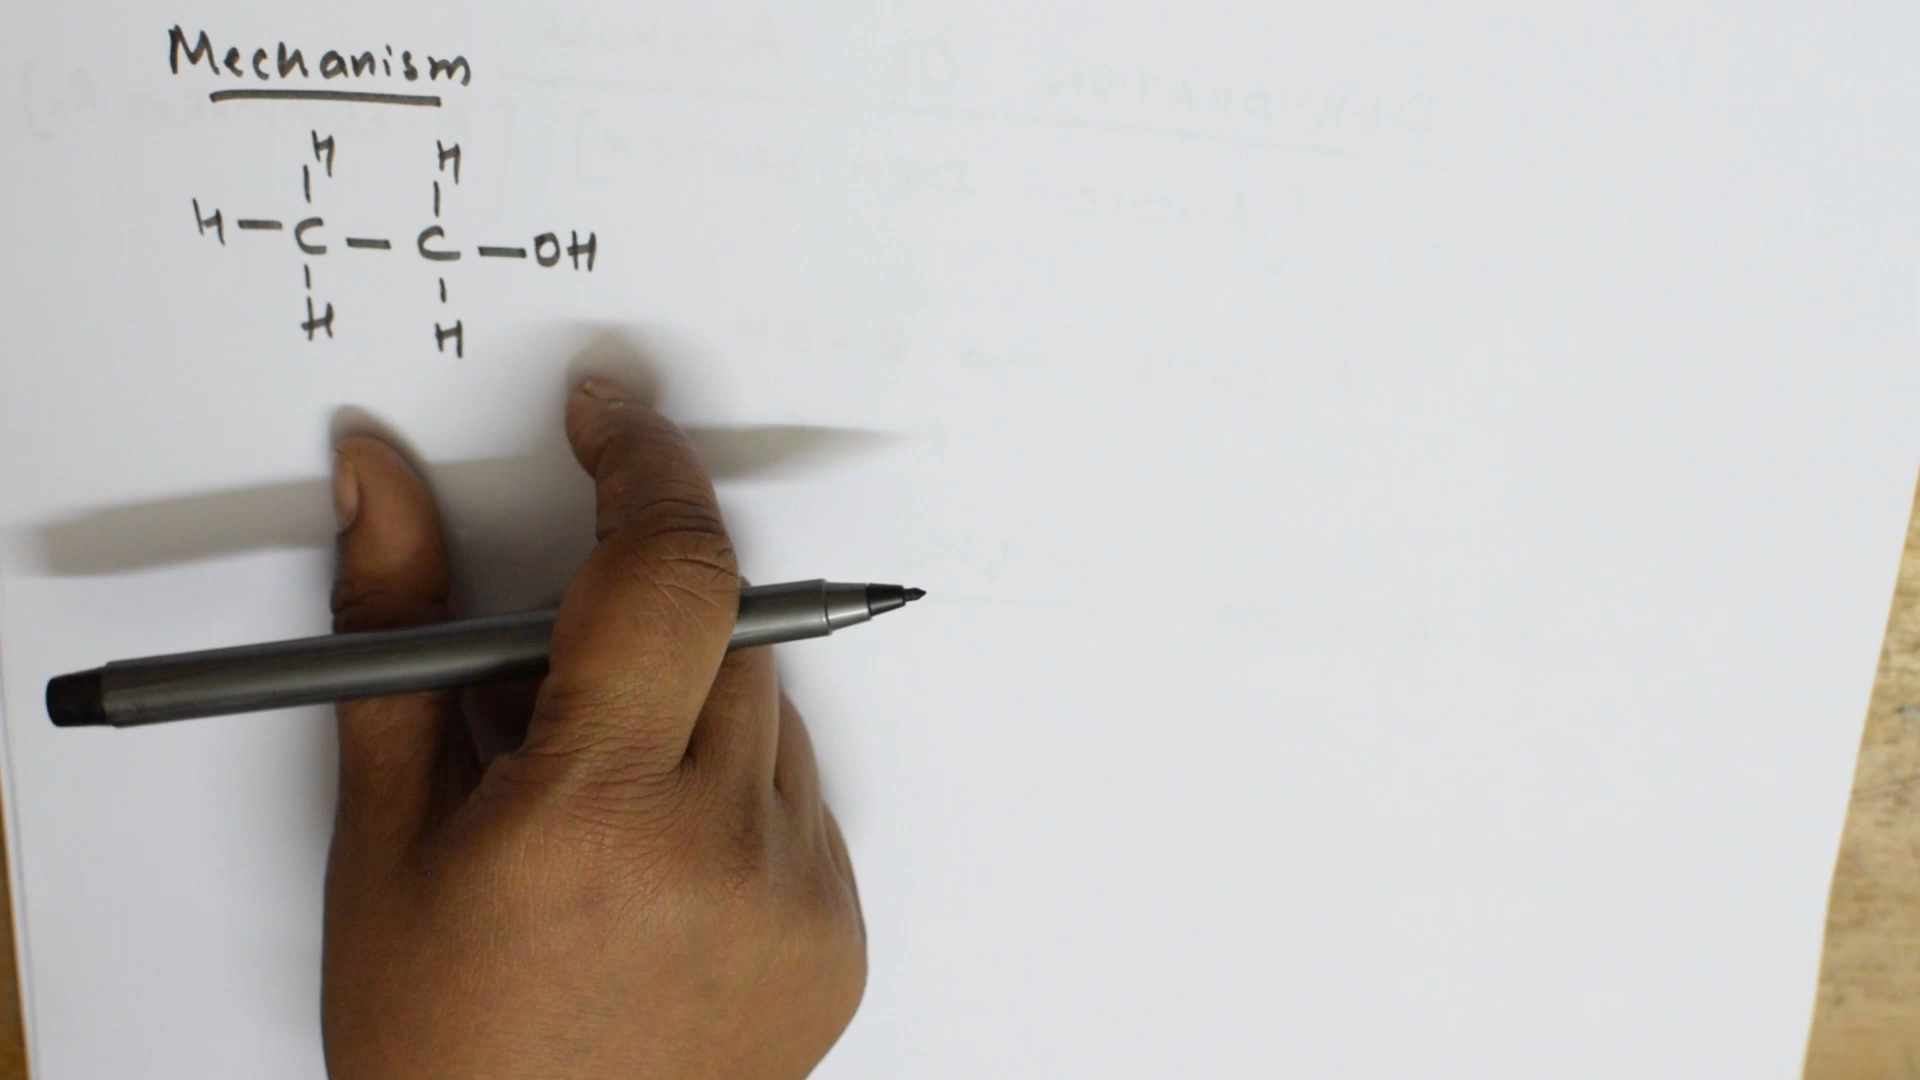 Mechanism
H H
H - C - C - OH
H H